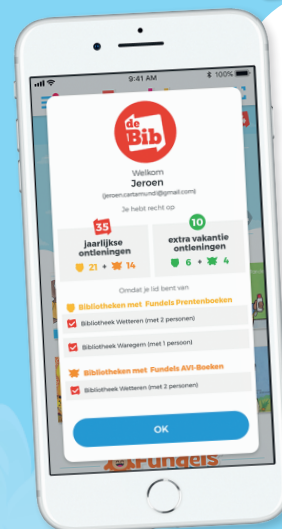 9:41 AM
100%
de
Bib
Welkom
Jeroen
(jeroen.cartamundi@gmail.com)
Je hebt recht op
35
jaarlijkse
ontleningen
21 + 14
10
extra vakantie
ontleningen
6 + 4
Omdat je lid bent van
Bibliotheken met Fundels Prentenboeken
Bibliotheek Wetteren (met 2 personen)
Bibliotheek Waregem (met 1 persoon)
Bibliotheken met Fundels AVI-Boeken
Bibliotheek Wetteren (met 2 personen)
OK
Fundels